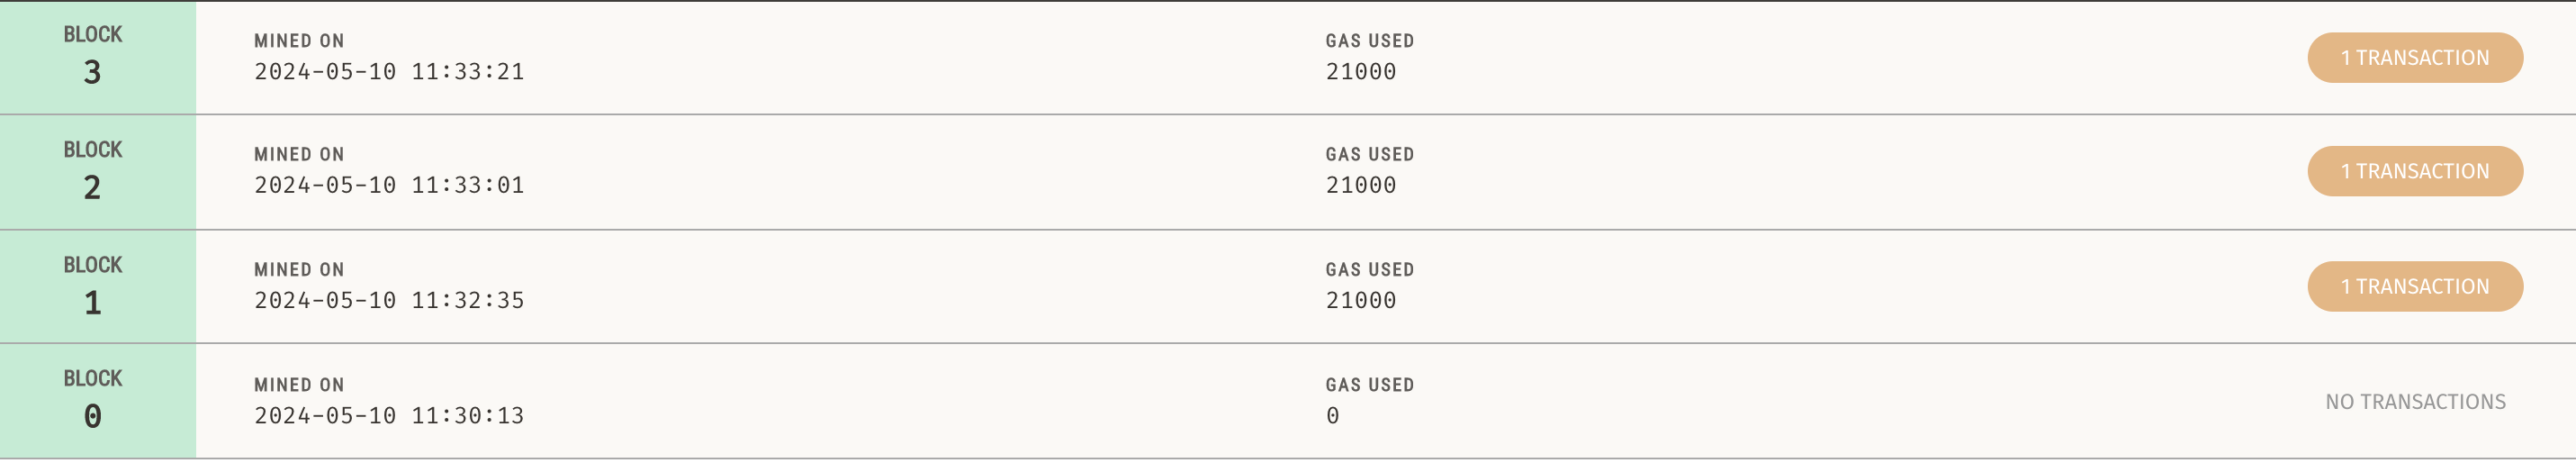 BLOCK
3
MINED ON
2024-05-10 11:33:21
GAS USED
21000
1 TRANSACTION
BLOCK
2
MINED ON
2024-05-10 11:33:01
GAS USED
21000
1 TRANSACTION
BLOCK
1
MINED ON
2024-05-10 11:32:35
GAS USED
21000
1 TRANSACTION
BLOCK
0
MINED ON
2024-05-10 11:30:13
GAS USED
0
NO TRANSACTIONS